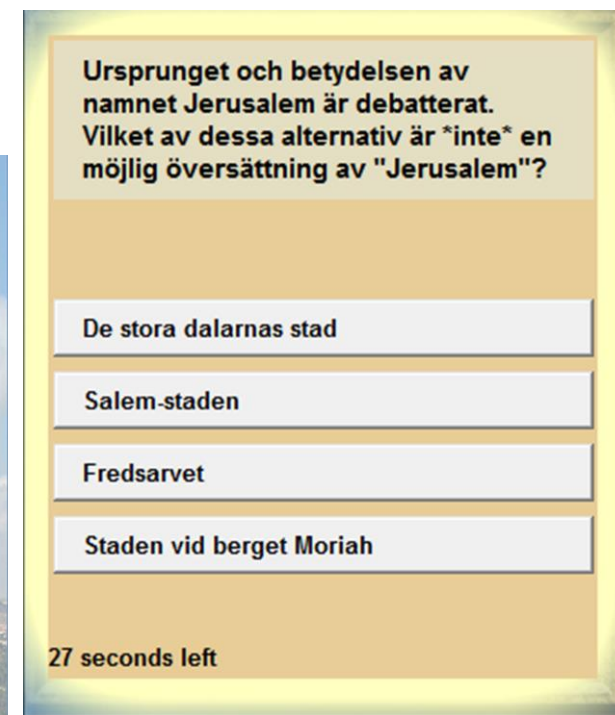 Ursprunget och betydelsen av
namnet Jerusalem är debatterat.
Vilket av dessa alternativ är *inte* en
möjlig översättning av "Jerusalem"?
De stora dalarnas stad
Salem-staden
Fredsarvet
Staden vid berget Moriah
27 seconds left